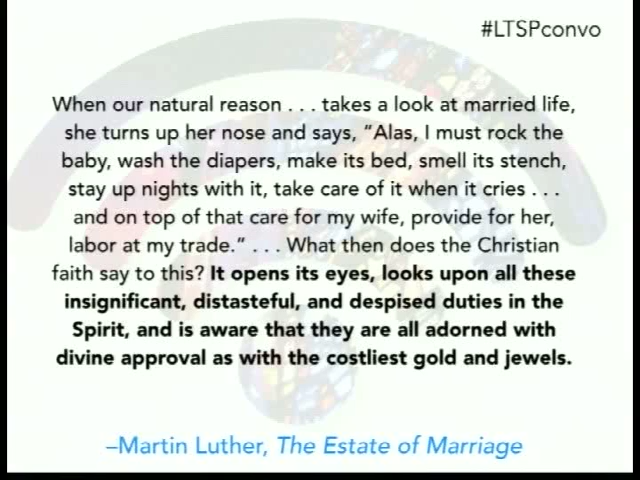 #LTSPconvo
When our natural reason . . . takes a look at married life,
she turns up her nose and says, “Alas, I must rock the
baby, wash the diapers, make its bed, smell its stench,
stay up nights with it, take care of it when it cries . . .
and on top of that care for my wife, provide for her,
labor at my trade.” . . . What then does the Christian
faith say to this? It opens its eyes, looks upon all these
insignificant, distasteful, and despised duties in the
Spirit, and is aware that they are all adorned with
divine approval as with the costliest gold and jewels.
–Martin Luther, The Estate of Marriage